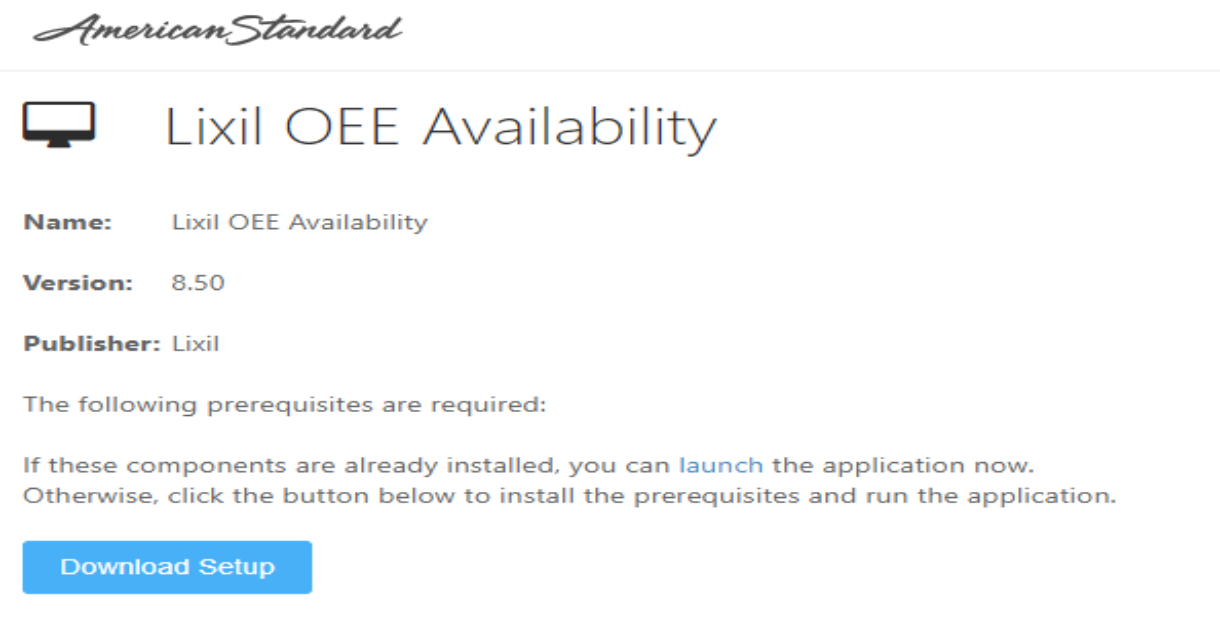 American Standard
Lixil OEE Availability
Name: Lixil OEE Availability
Version: 8.50
Publisher: Lixil
The following prerequisites are required:
If these components are already installed, you can launch the application now.
Otherwise, click the button below to install the prerequisites and run the application.
Download Setup